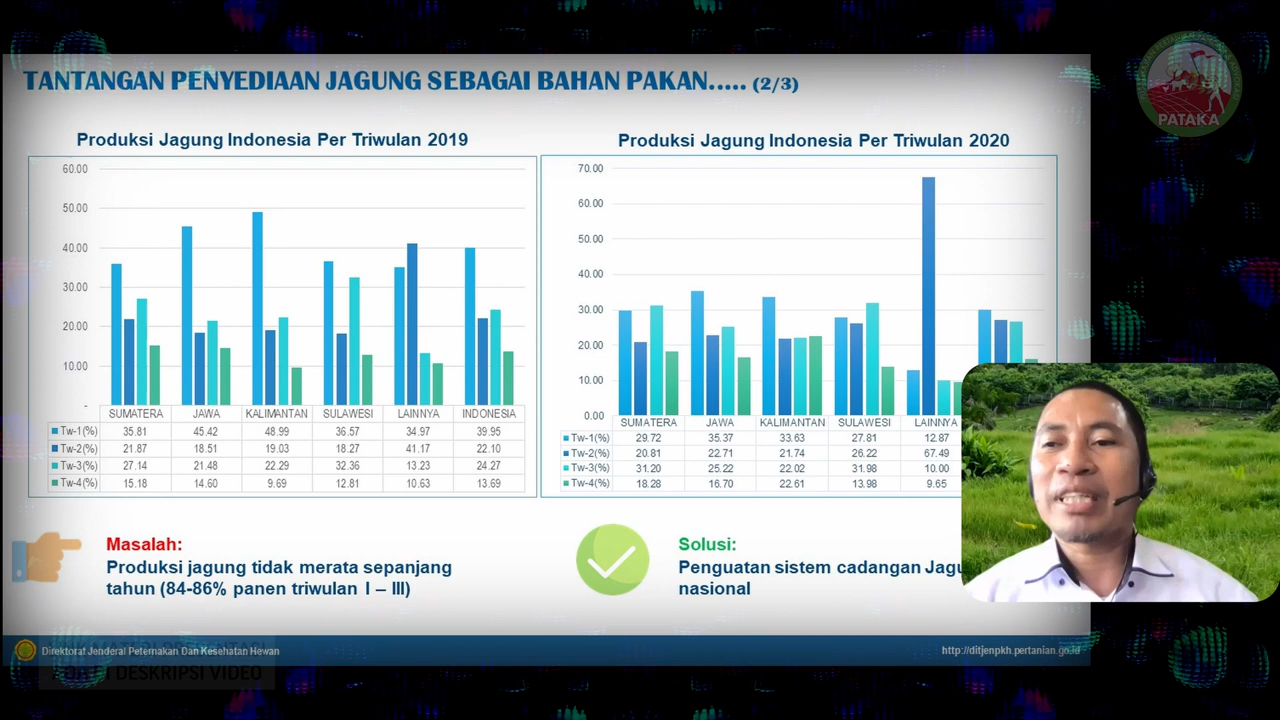 TANTANGAN PENYEDIAAN JAGUNG SEBAGAI BAHAN PAKAN..... (2/3)
PATAKA
Produksi Jagung Indonesia Per Triwulan 2019
60.00
50.00
40.00
30.00
20.00
10.00
-
SUMATERA JAWA KALIMANTAN SULAWESI LAINNYA INDONESIA
Tw-1(%) 35.81 45.42 48.99 36.57 34.97 39.95
Tw-2(%) 21.87 18.51 19.03 18.26 41.17 22.10
Tw-3(%) 27.14 21.48 22.29 32.36 13.23 24.27
Tw-4(%) 15.18 14.60 9.69 12.81 10.63 13.69
Produksi Jagung Indonesia Per Triwulan 2020
70.00
60.00
50.00
40.00
30.00
20.00
10.00
0.00
SUMATERA JAWA KALIMANTAN SULAWESI LAINNYA
Tw-1(%) 29.72 35.37 33.63 27.81 12.87
Tw-2(%) 20.81 22.71 21.74 26.22 67.49
Tw-3(%) 31.20 25.22 22.02 31.98 10.00
Tw-4(%) 18.28 16.70 22.61 13.98 9.65
Masalah:
Produksi jagung tidak merata sepanjang
tahun (84-86% panen triwulan I – III)
Solusi:
Penguatan sistem cadangan Jagu
nasional
Direktorat Jenderal Peternakan Dan Kesehatan Hewan
http://ditjenpkh.pertanian.go.id
DESKRIPSI VIDEO